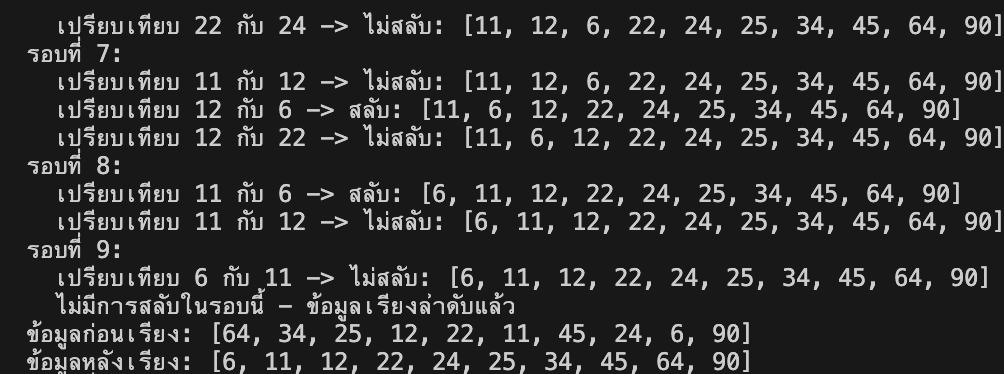 เปรียบเทียบ 22 กับ 24 -> ไม่สลับ: [11, 12, 6, 22, 24, 25, 34, 45, 64, 90]
รอบที่ 7:
เปรียบเทียบ 11 กับ 12 -> ไม่สลับ: [11, 12, 6, 22, 24, 25, 34, 45, 64, 90]
เปรียบเทียบ 12 กับ 6 -> สลับ: [11, 6, 12, 22, 24, 25, 34, 45, 64, 90]
เปรียบเทียบ 12 กับ 22 -> ไม่สลับ: [11, 6, 12, 22, 24, 25, 34, 45, 64, 90]
รอบที่ 8:
เปรียบเทียบ 11 กับ 6 -> สลับ: [6, 11, 12, 22, 24, 25, 34, 45, 64, 90]
เปรียบเทียบ 11 กับ 12 -> ไม่สลับ: [6, 11, 12, 22, 24, 25, 34, 45, 64, 90]
รอบที่ 9:
เปรียบเทียบ 6 กับ 11 -> ไม่สลับ: [6, 11, 12, 22, 24, 25, 34, 45, 64, 90]
ไม่มีการสลับในรอบนี้ - ข้อมูลเรียงลำดับแล้ว
ข้อมูลก่อนเรียง: [64, 34, 25, 12, 22, 11, 45, 24, 6, 90]
ข้อมูลหลังเรียง: [6, 11, 12, 22, 24, 25, 34, 45, 64, 90]